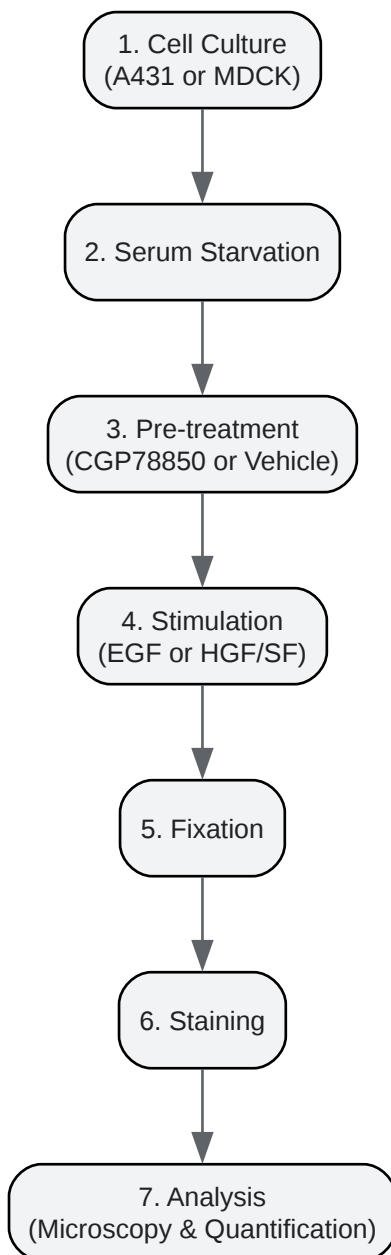 1. Cell Culture
(A431 or MDCK)
2. Serum Starvation
3. Pre-treatment
(CGP78850 or Vehicle)
4. Stimulation
(EGF or HGF/SF)
5. Fixation
6. Staining
7. Analysis
(Microscopy & Quantification)